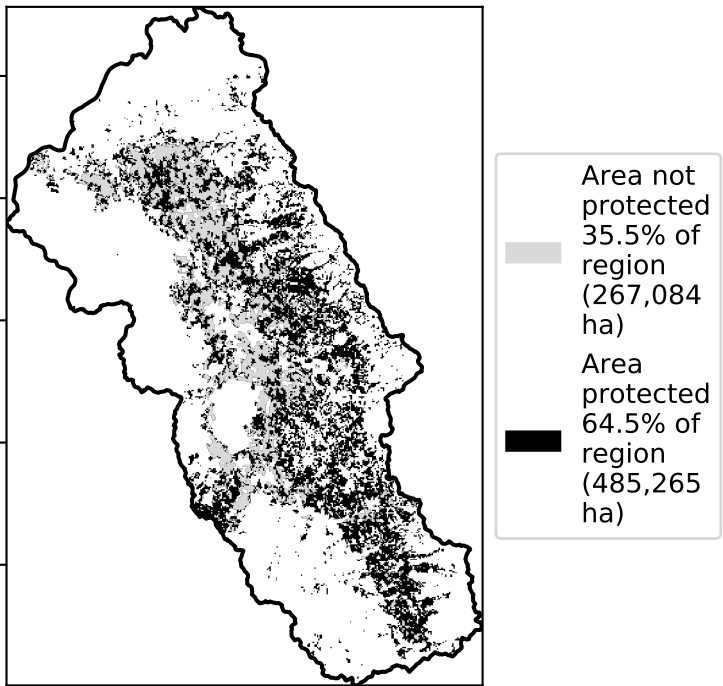 Area not
protected
35.5% of
region
(267,084
ha)
Area
protected
64.5% of
region
(485,265
ha)